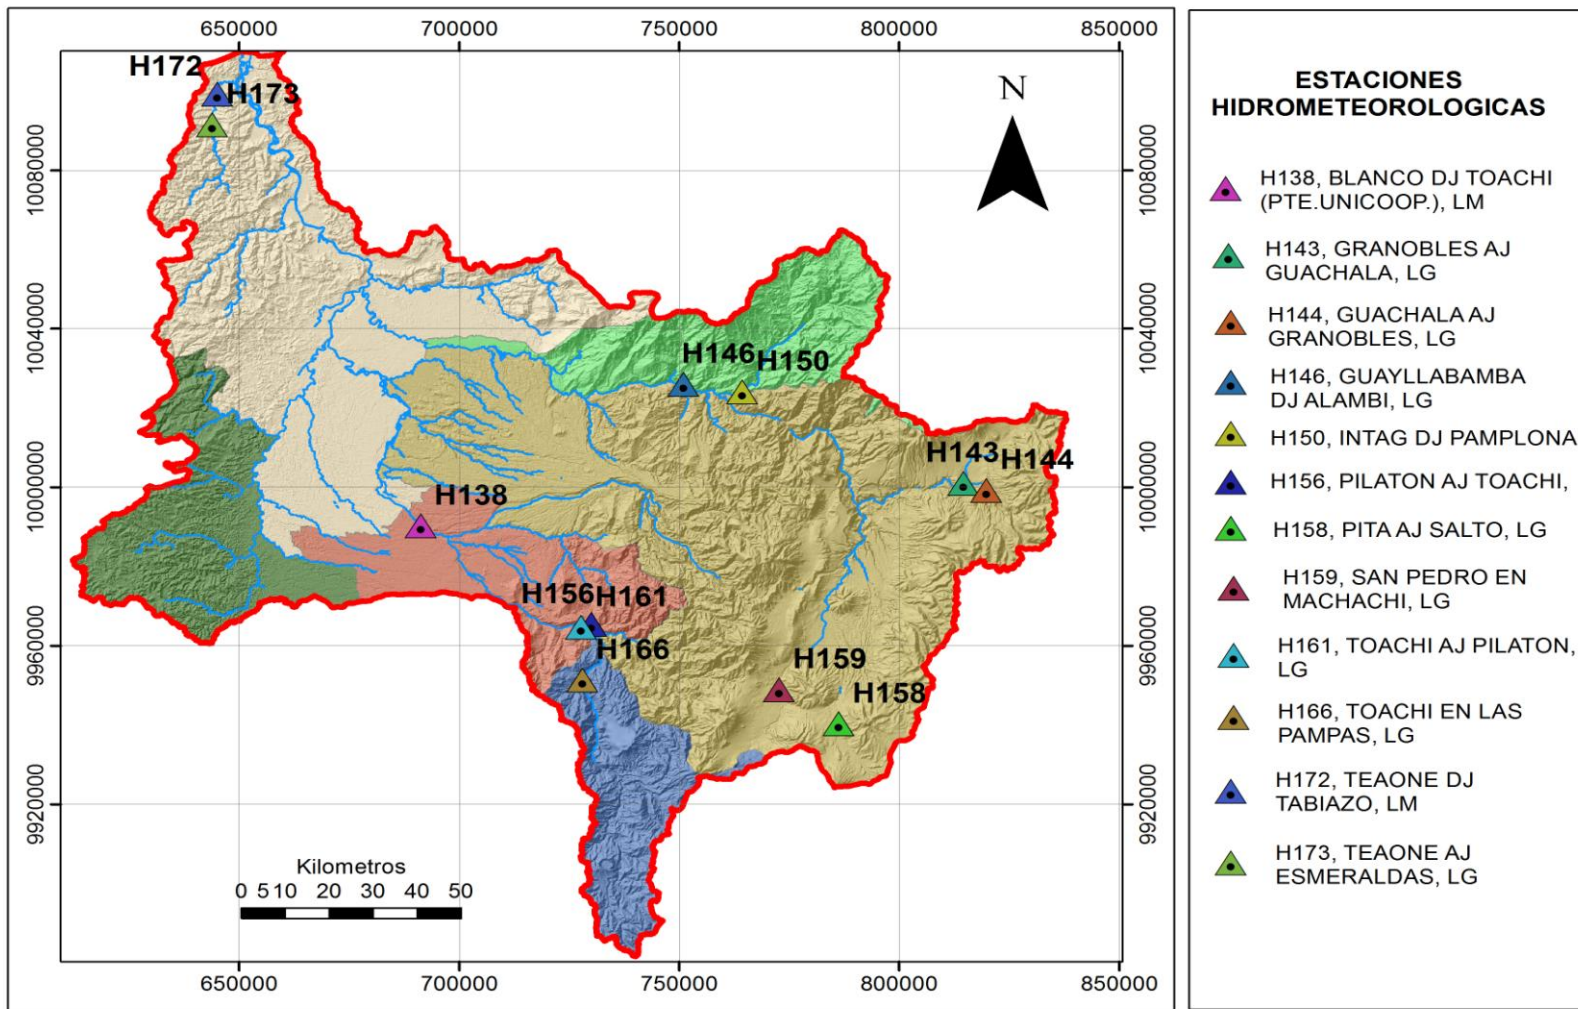 650000 700000 750000 800000 850000
H172
H173
N
10080000
10080000
10040000
10040000
H146 H150
H143 H144
10000000
10000000
H138
H156 H161
H166
H159
H158
9960000
9960000
9920000
9920000
Kilometros
0 5 10 20 30 40 50
650000 700000 750000 800000 850000
ESTACIONES
HIDROMETEOROLOGICAS
H138, BLANCO DJ TOACHI
(PTE.UNICOOP.), LM
H143, GRANOBLES AJ
GUACHALA, LG
H144, GUACHALA AJ
GRANOBLES, LG
H146, GUAYLLABAMBA
DJ ALAMBI, LG
H150, INTAG DJ PAMPLONA
H156, PILATON AJ TOACHI,
H158, PITA AJ SALTO, LG
H159, SAN PEDRO EN
MACHACHI, LG
H161, TOACHI AJ PILATON,
LG
H166, TOACHI EN LAS
PAMPAS, LG
H172, TEAONE DJ
TABIAZO, LM
H173, TEAONE AJ
ESMERALDAS, LG